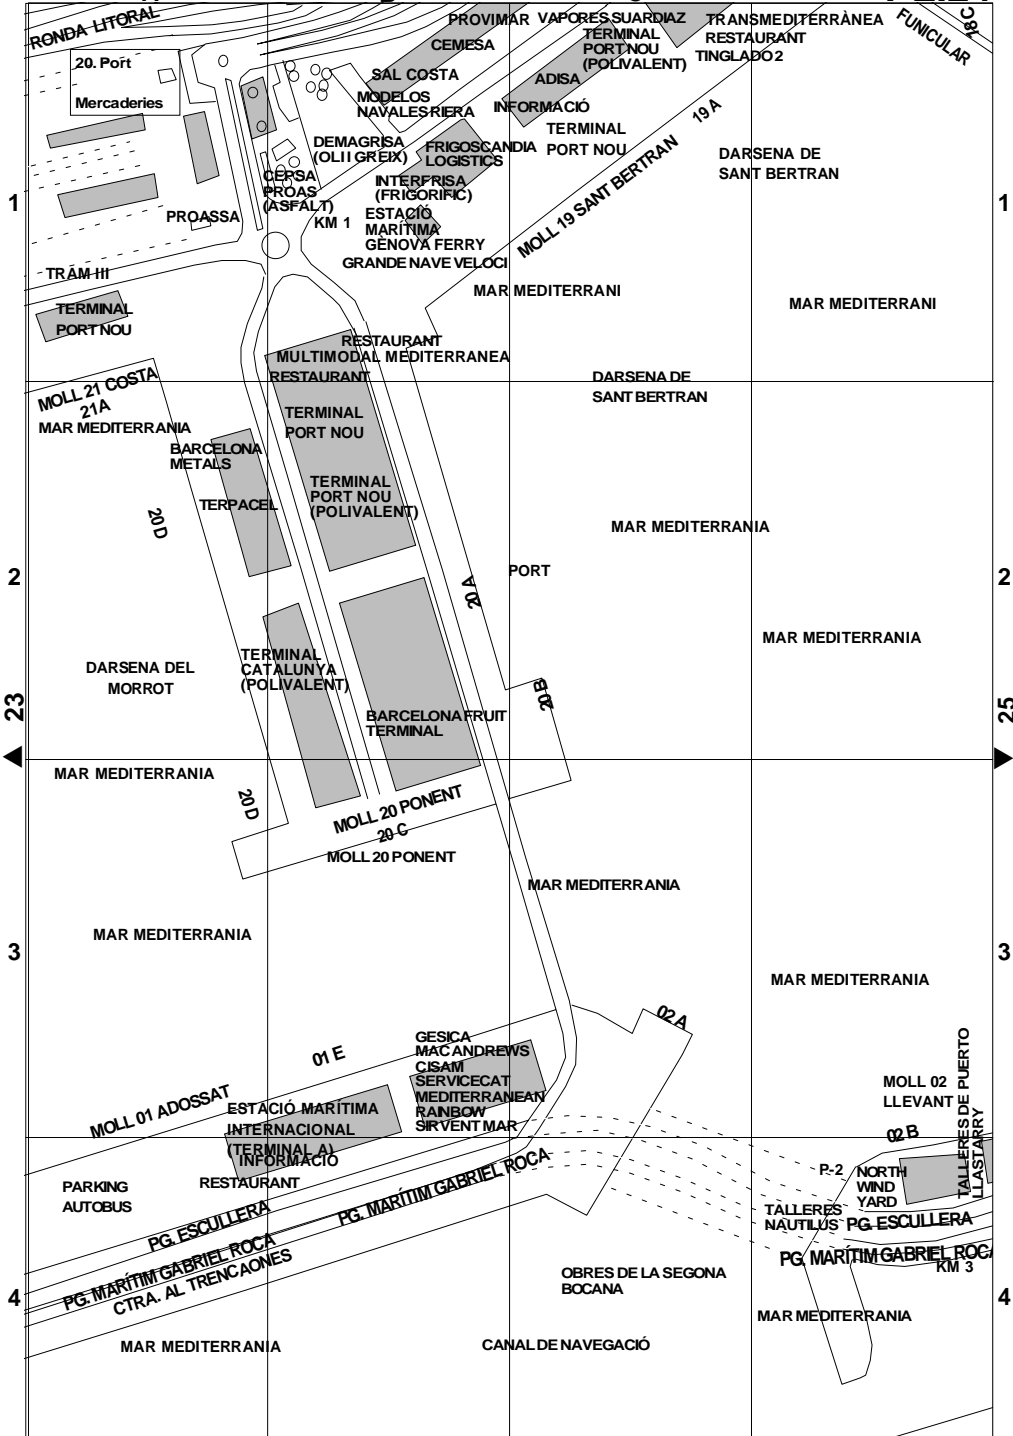 RONDA LITORAL
20. Port
Mercaderies
PROVIMAR
VAPORES SUARDIAZ
TRANSMEDITERRÀNEA
RESTAURANT
TINGLADO 2
FUNICULAR
18 C
CEMESA
TERMINAL
PORT NOU
(POLIVALENT)
SAL COSTA
ADISA
MODELOS
NAVALES RIERA
INFORMACIÓ
19 A
DEMAGRISA
(OLI I GREIX)
FRIGOSCANDIA
LOGISTICS
TERMINAL
PORT NOU
DARSENA DE
SANT BERTRAN
CEPSA
PROAS
(ASFALT)
INTERFRISA
(FRIGORIFIC)
MOLL 19 SANT BERTRAN
1
1
PROASSA
KM 1
ESTACIÓ
MARÍTIMA
GÈNOVA FERRY
GRANDE NAVE VELOCI
TRAM III
MAR MEDITERRANI
MAR MEDITERRANI
TERMINAL
PORT NOU
RESTAURANT
MULTIMODAL MEDITERRANEA
RESTAURANT
DARSENA DE
SANT BERTRAN
MOLL 21 COSTA
21A
MAR MEDITERRANIA
TERMINAL
PORT NOU
BARCELONA
METALS
TERMINAL
PORT NOU
(POLIVALENT)
TERPACEL
20 D
MAR MEDITERRANIA
2
PORT
2
20 A
MAR MEDITERRANIA
DARSENA DEL
MORROT
TERMINAL
CATALUNYA
(POLIVALENT)
20 B
23
25
BARCELONA FRUIT
TERMINAL
MAR MEDITERRANIA
20 D
MOLL 20 PONENT
20 C
MOLL 20 PONENT
MAR MEDITERRANIA
MAR MEDITERRANIA
3
3
MAR MEDITERRANIA
02 A
01 E
GESICA
MAC ANDREWS
CISAM
SERVICECAT
MEDITERRANEAN
RAINBOW
SIRVENT MAR
MOLL 02
LLEVANT
TALLERES DE PUERTO
LLASTARRY
MOLL 01 ADOSSAT
ESTACIÓ MARÍTIMA
INTERNACIONAL
(TERMINAL A)
INFORMACIÓ
RESTAURANT
02 B
P-2
NORTH
WIND
YARD
PARKING
AUTOBUS
TALLERES
NAUTILUS
PG. ESCULLERA
PG. MARÍTIM GABRIEL ROCA
PG. ESCULLERA
PG. MARÍTIM GABRIEL ROCA
KM 3
PG. MARÍTIM GABRIEL ROCA
CTRA. AL TRENCAONES
OBRES DE LA SEGONA
BOCANA
4
4
MAR MEDITERRANIA
MAR MEDITERRANIA
CANAL DE NAVEGACIÓ